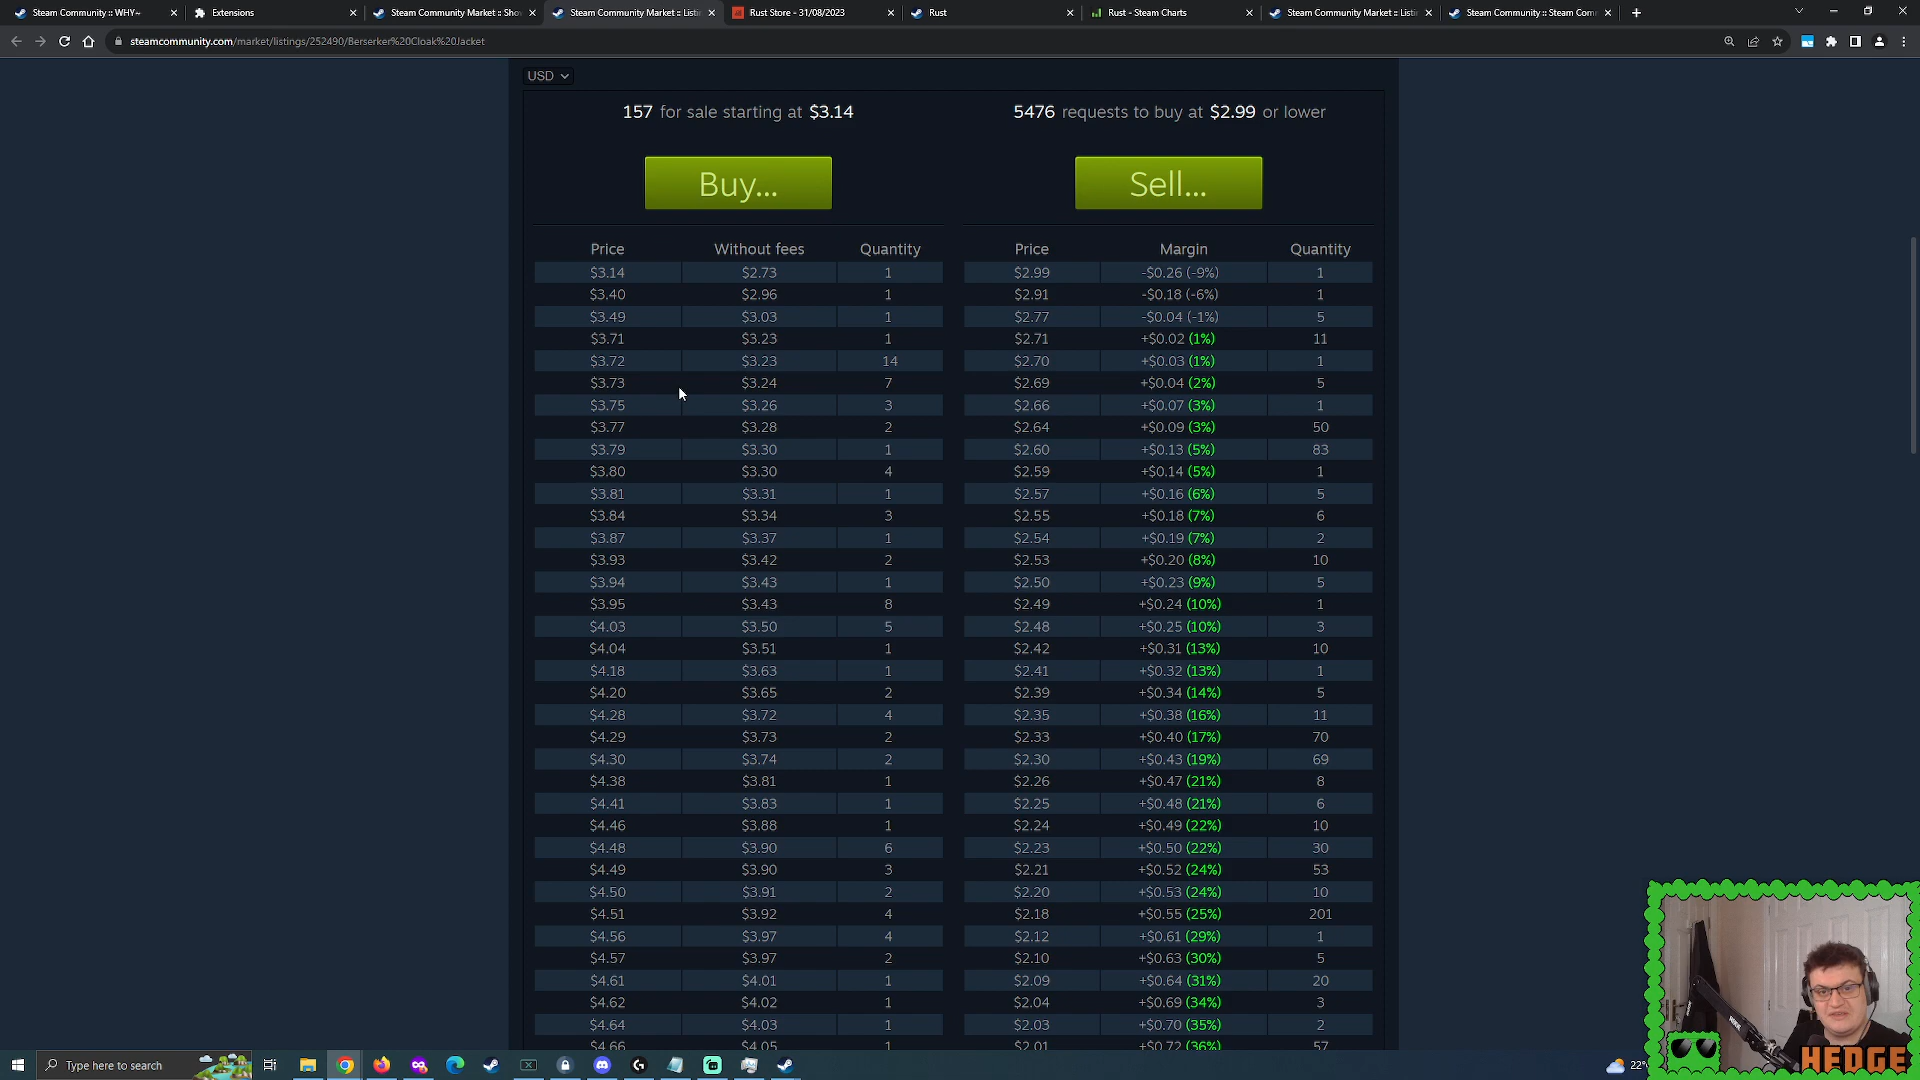 Steam Community :: WHY~
Extensions
Steam Community Market :: Sho
Steam Community Market :: Listi
Rust Store - 31/08/2023
Rust
Rust - Steam Charts
Steam Community Market :: Listi
Steam Community :: Steam Com
steamcommunity.com/market/listings/252490/Berserker%20Cloak%20Jacket
USD
157 for sale starting at $3.14
5476 requests to buy at $2.99 or lower
Buy...
Sell...
Price Without fees Quantity Price Margin Quantity
$3.14 $2.73 1 $2.99 -$0.26 (-9%) 1
$3.40 $2.96 1 $2.91 -$0.18 (-6%) 1
$3.49 $3.03 1 $2.77 -$0.04 (-1%) 5
$3.71 $3.23 1 $2.71 +$0.02 (1%) 11
$3.72 $3.23 14 $2.70 +$0.03 (1%) 1
$3.73 $3.24 7 $2.69 +$0.04 (2%) 5
$3.75 $3.26 3 $2.66 +$0.07 (3%) 1
$3.77 $3.28 2 $2.64 +$0.09 (3%) 50
$3.79 $3.30 1 $2.60 +$0.13 (5%) 83
$3.80 $3.30 4 $2.59 +$0.14 (5%) 1
$3.81 $3.31 1 $2.57 +$0.16 (6%) 5
$3.84 $3.34 3 $2.55 +$0.18 (7%) 6
$3.87 $3.37 1 $2.54 +$0.19 (7%) 2
$3.93 $3.42 2 $2.53 +$0.20 (8%) 10
$3.94 $3.43 1 $2.50 +$0.23 (9%) 5
$3.95 $3.43 8 $2.49 +$0.24 (10%) 1
$4.03 $3.50 5 $2.48 +$0.25 (10%) 3
$4.04 $3.51 1 $2.42 +$0.31 (13%) 10
$4.18 $3.63 1 $2.41 +$0.32 (13%) 1
$4.20 $3.65 2 $2.39 +$0.34 (14%) 5
$4.28 $3.72 4 $2.35 +$0.38 (16%) 11
$4.29 $3.73 2 $2.33 +$0.40 (17%) 70
$4.30 $3.74 2 $2.30 +$0.43 (19%) 69
$4.38 $3.81 1 $2.26 +$0.47 (21%) 8
$4.41 $3.83 1 $2.25 +$0.48 (21%) 6
$4.46 $3.88 1 $2.24 +$0.49 (22%) 10
$4.48 $3.90 6 $2.23 +$0.50 (22%) 30
$4.49 $3.90 3 $2.21 +$0.52 (24%) 53
$4.50 $3.91 2 $2.20 +$0.53 (24%) 10
$4.51 $3.92 4 $2.18 +$0.55 (25%) 201
$4.56 $3.97 4 $2.12 +$0.61 (29%) 1
$4.57 $3.97 2 $2.10 +$0.63 (30%) 5
$4.61 $4.01 1 $2.09 +$0.64 (31%) 20
$4.62 $4.02 1 $2.04 +$0.69 (34%) 3
$4.64 $4.03 1 $2.03 +$0.70 (35%) 2
$4.66 $4.05 1 $2.01 +$0.72 (36%) 57
Type here to search
22°
HEDGE